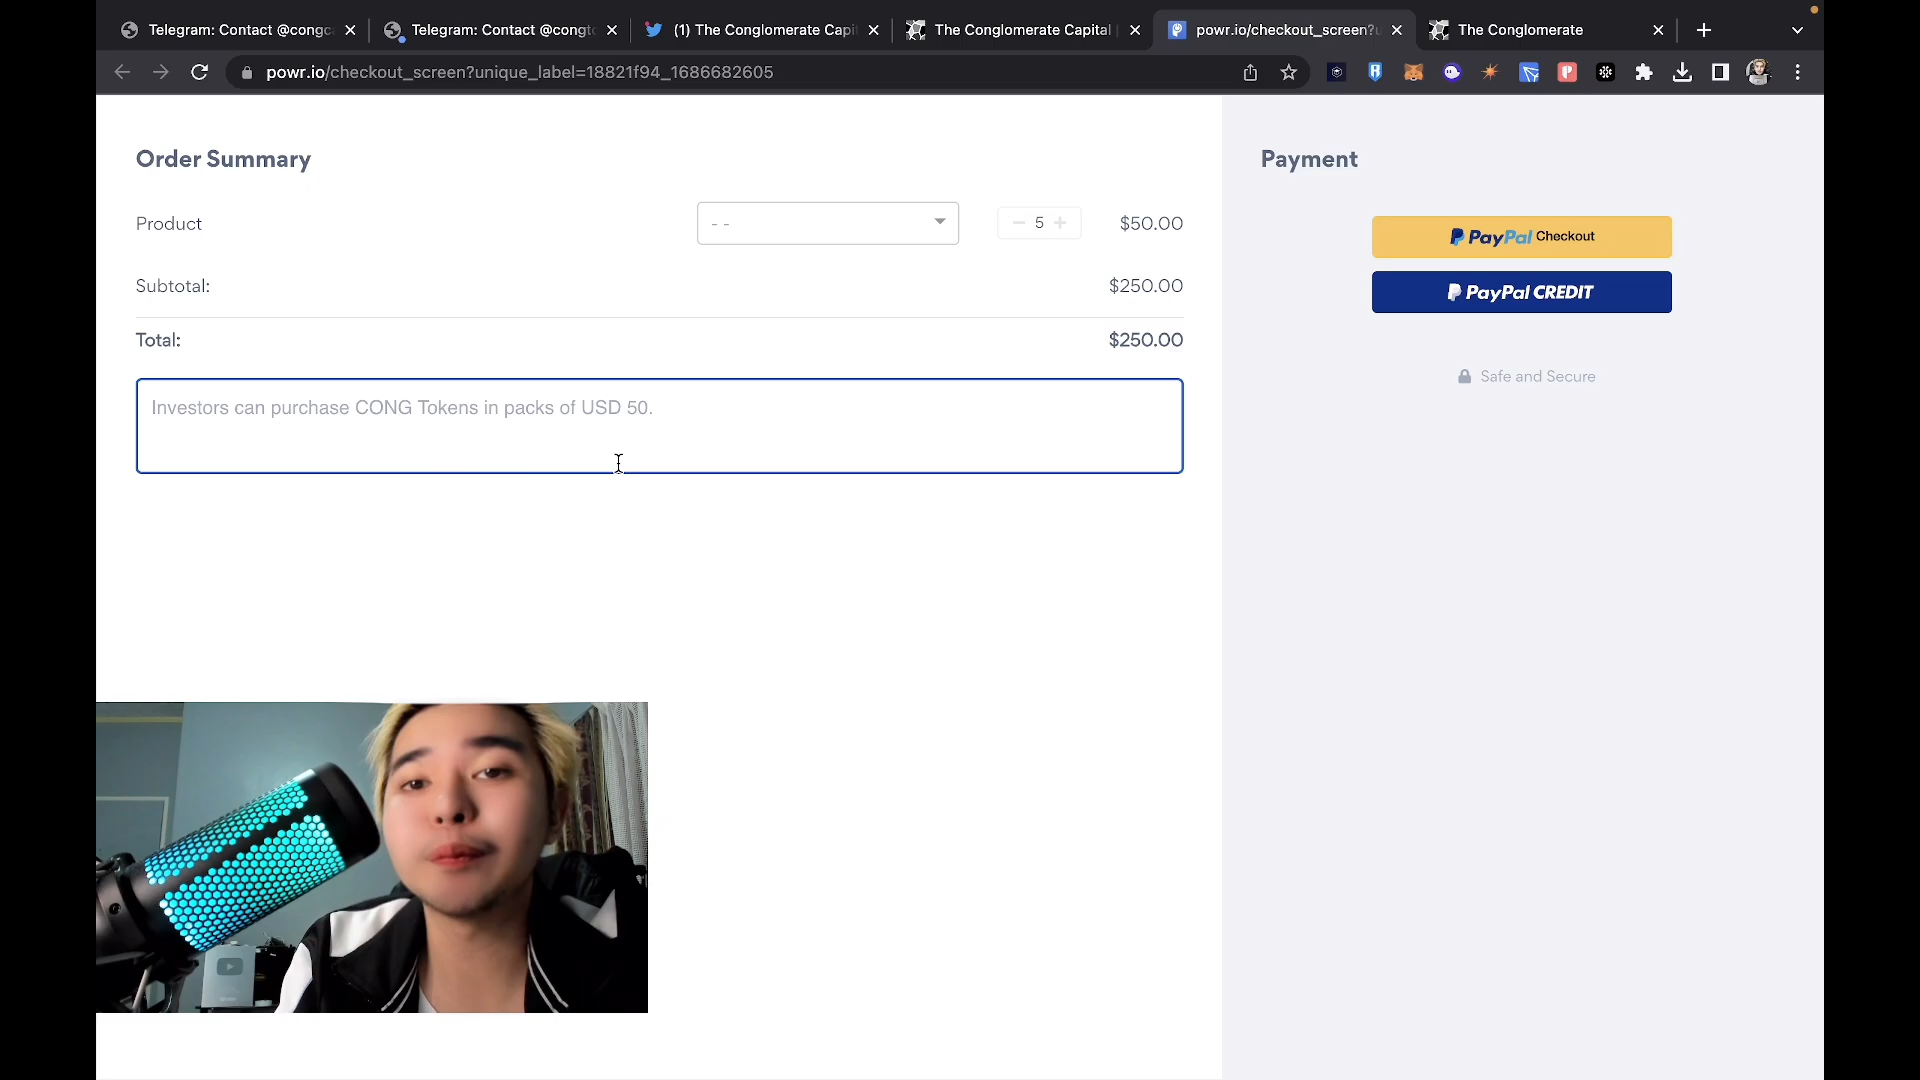 Telegram: Contact @congca
Telegram: Contact @congto
(1) The Conglomerate Capi
The Conglomerate Capital |
powr.io/checkout_screen?u
The Conglomerate
powr.io/checkout_screen?unique_label=18821f94_1686682605
Order Summary
Product
- -
5
$50.00
Subtotal:
$250.00
Total:
$250.00
Investors can purchase CONG Tokens in packs of USD 50.
Payment
PayPal Checkout
PayPal CREDIT
Safe and Secure